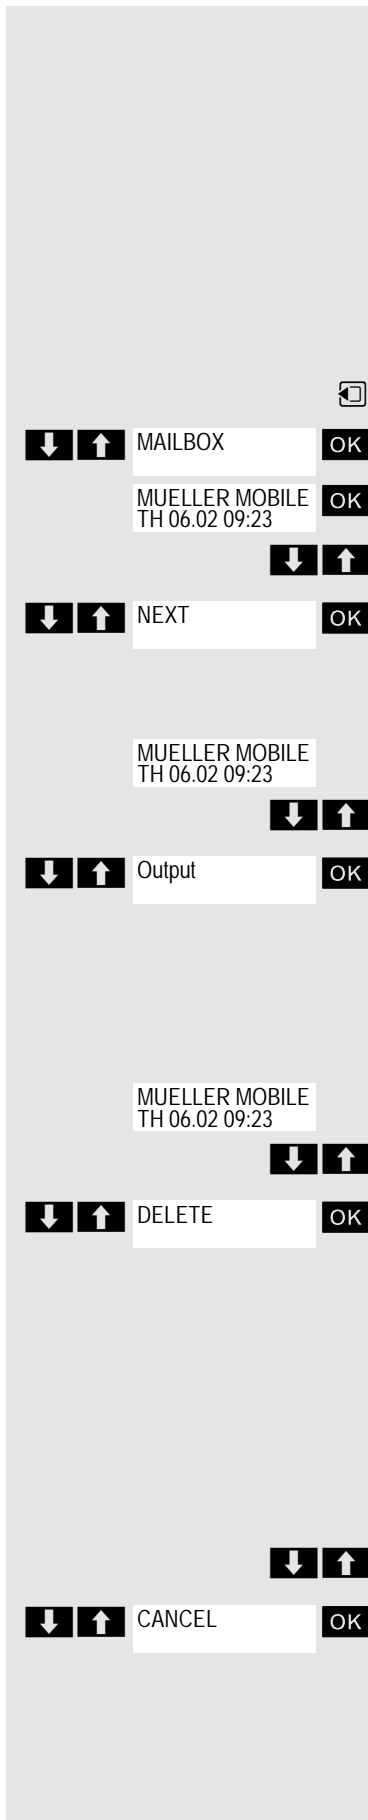 MAILBOX OK
MUELLER MOBILE OK
TH 06.02 09:23
NEXT OK
MUELLER MOBILE
TH 06.02 09:23
Output OK
MUELLER MOBILE
TH 06.02 09:23
DELETE OK
CANCEL OK